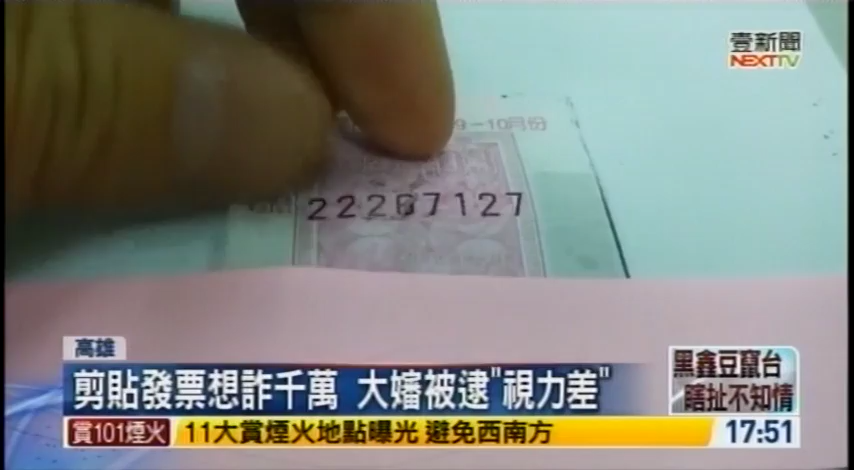 壹新聞
NEXTTV
9-10月份
22267127
高雄
剪貼發票想詐千萬 大嬸被逮"視力差"
黑鑫豆竄台
瞎扯不知情
賞101煙火 11大賞煙火地點曝光 避免西南方 17:51